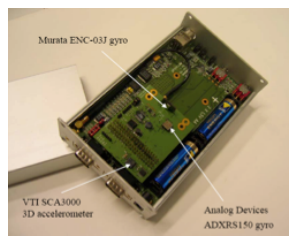 Murata ENC-03J gyro
VTI SCA3000
3D accelerometer
Analog Devices
ADXRS150 gyro